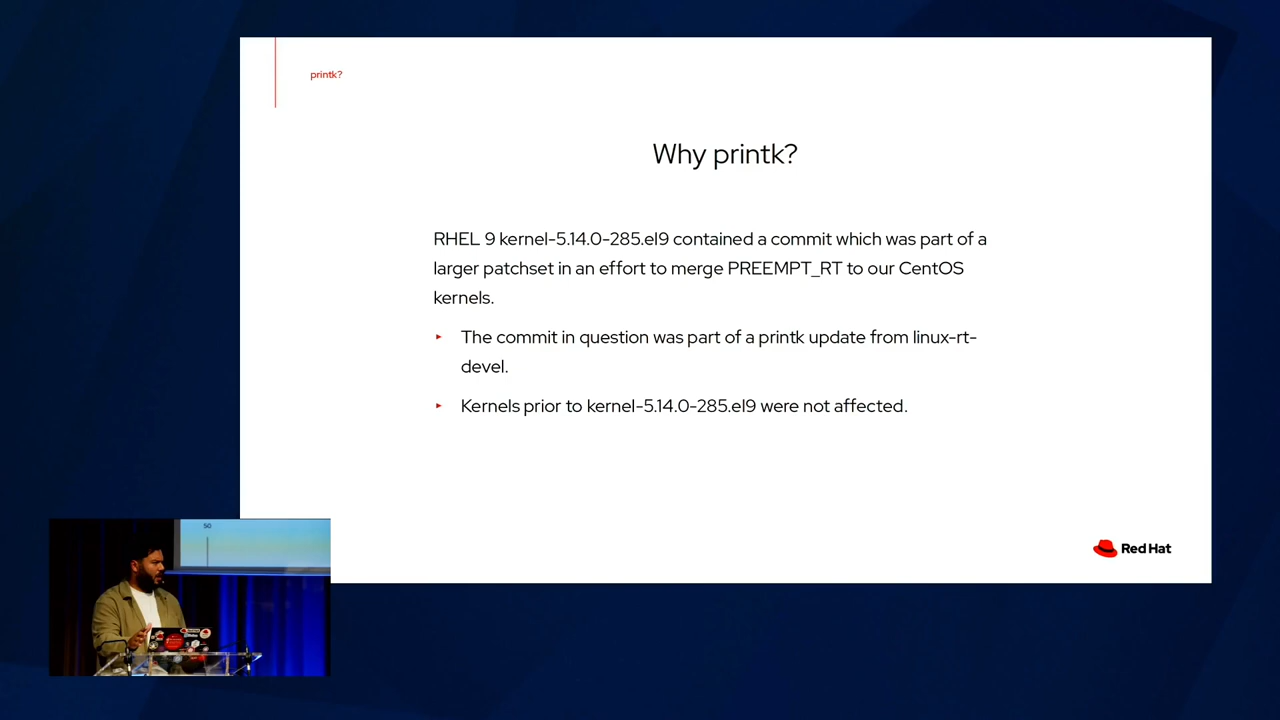 printk?
Why printk?
RHEL 9 kernel-5.14.0-285.el9 contained a commit which was part of a
larger patchset in an effort to merge PREEMPT_RT to our CentOS
kernels.
▸ The commit in question was part of a printk update from linux-rt-
devel.
▸ Kernels prior to kernel-5.14.0-285.el9 were not affected.
50
Red Hat